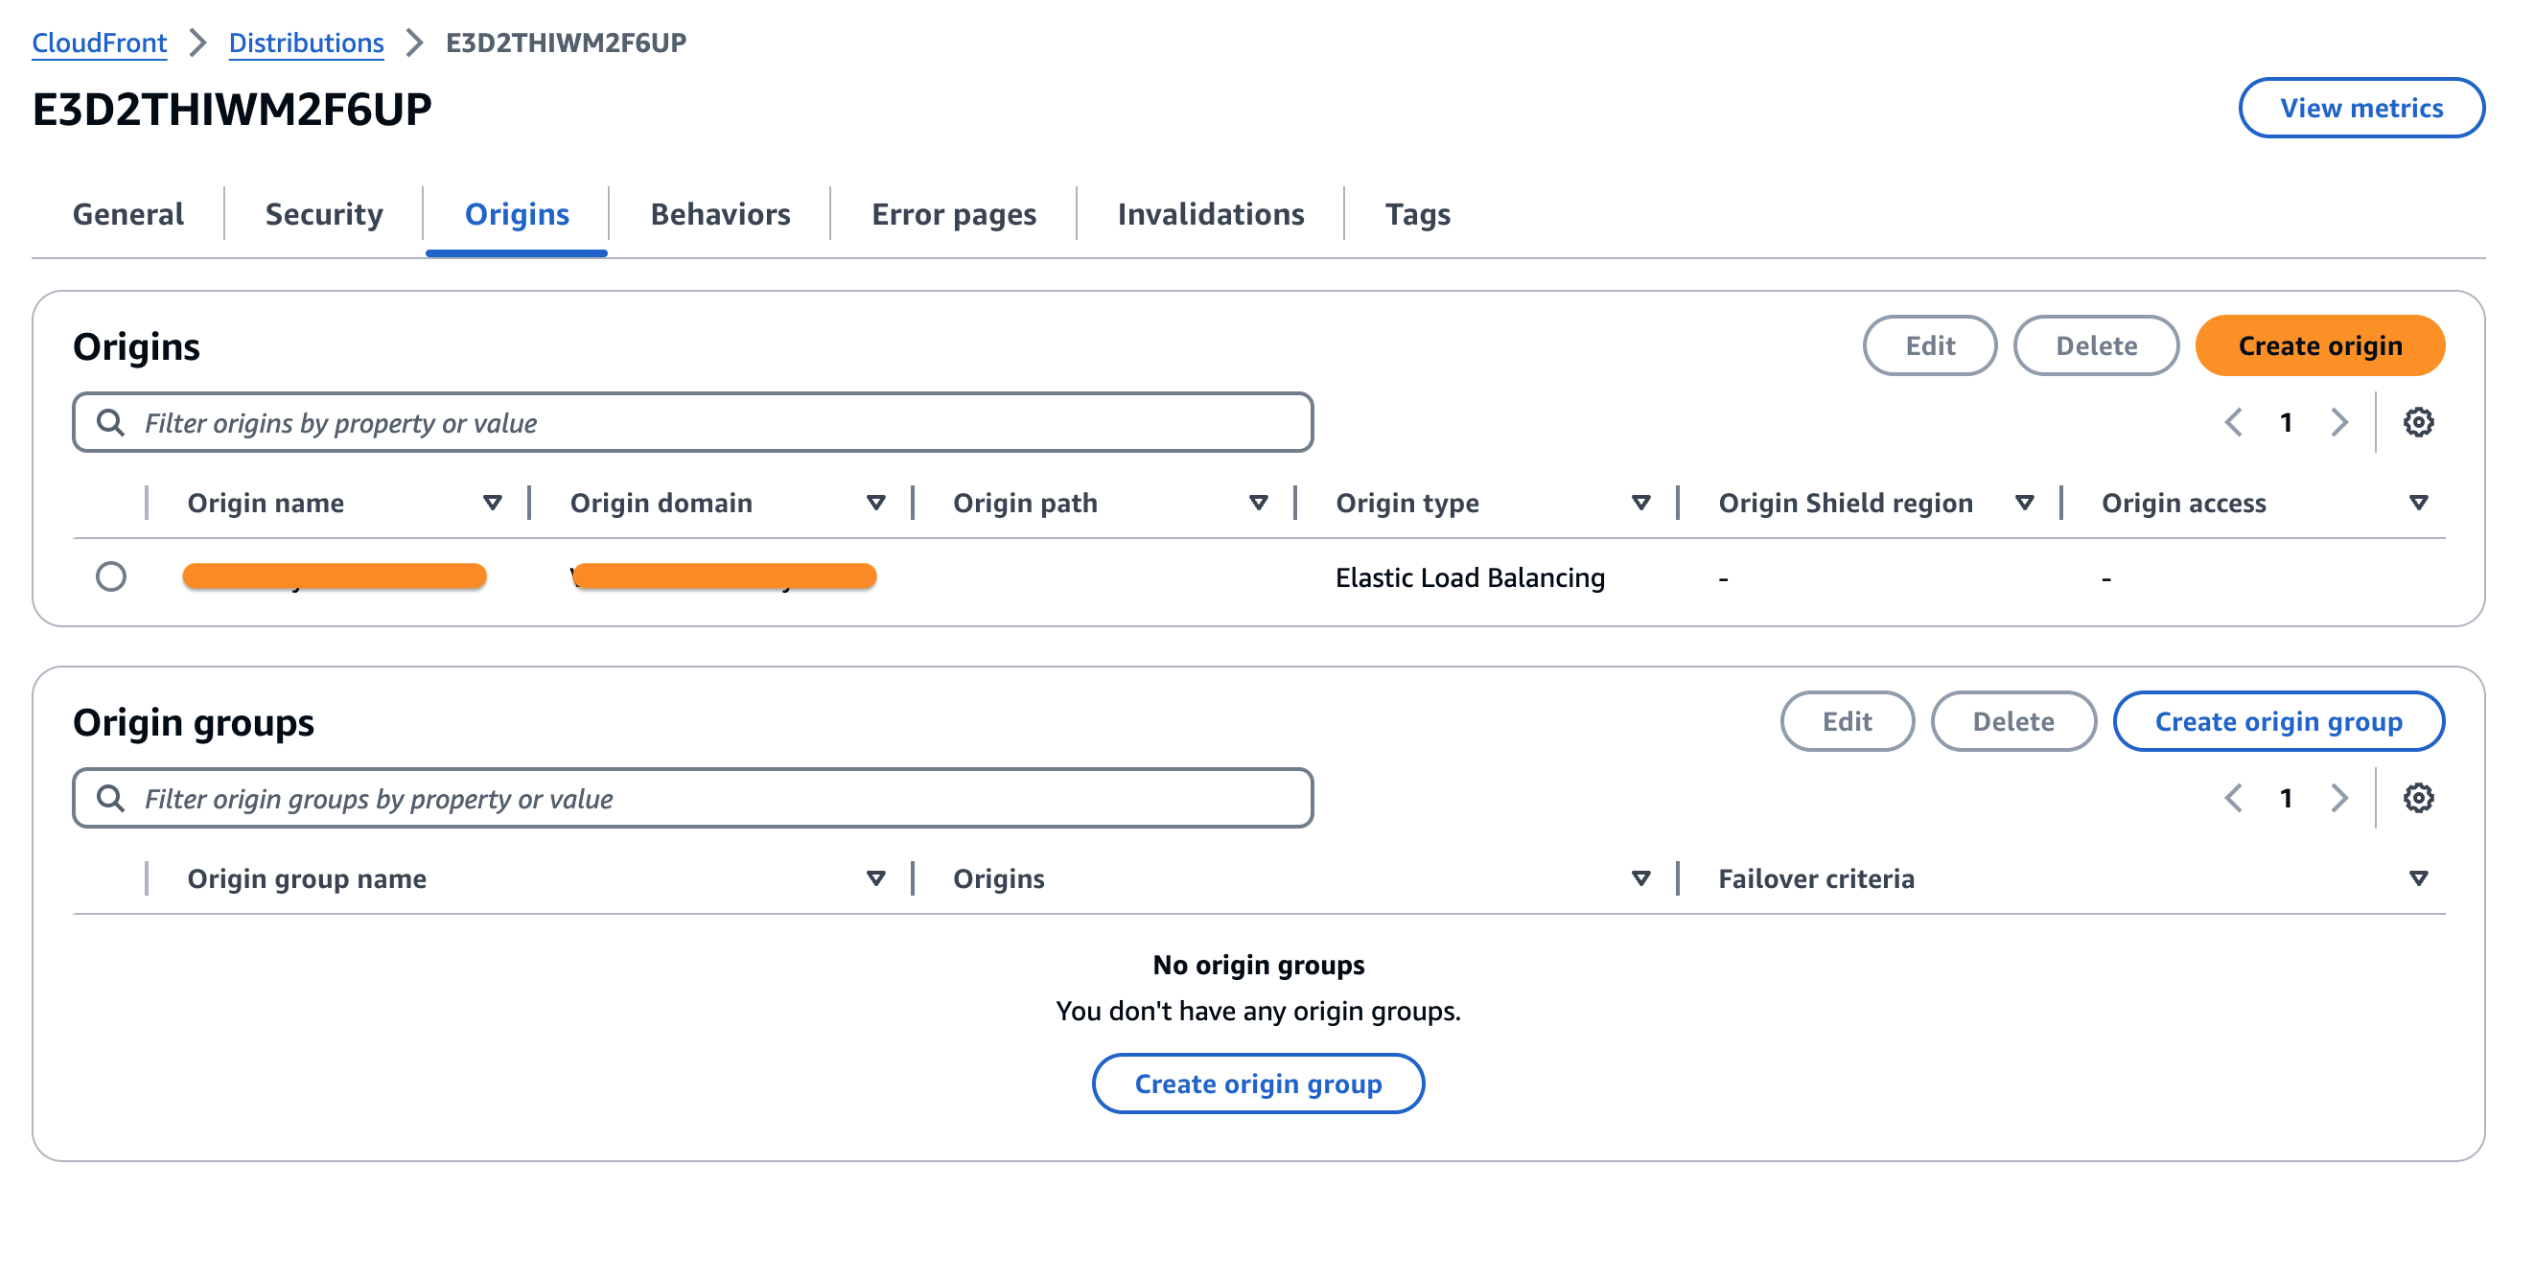 CloudFront > Distributions > E3D2THIWM2F6UP
E3D2THIWM2F6UP
View metrics
General Security Origins Behaviors Error pages Invalidations Tags
Origins
Edit Delete Create origin
Filter origins by property or value
1
Origin name Origin domain Origin path Origin type Origin Shield region Origin access
Elastic Load Balancing - -
Origin groups
Edit Delete Create origin group
Filter origin groups by property or value
1
Origin group name Origins Failover criteria
No origin groups
You don't have any origin groups.
Create origin group